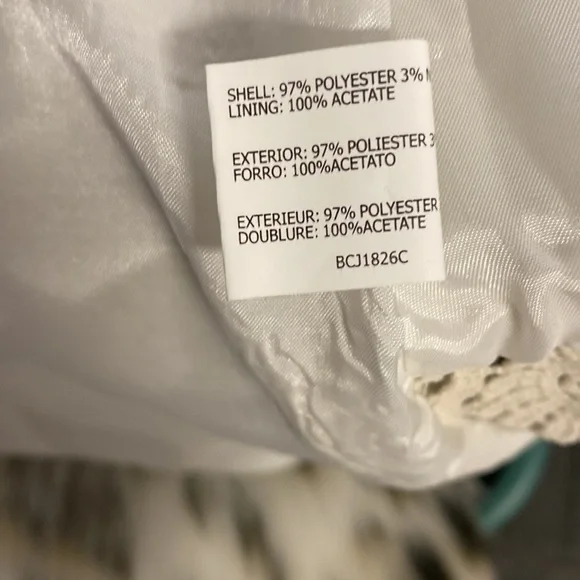 SHELL: 97% POLYESTER 3%
LINING: 100% ACETATE
EXTERIOR: 97% POLIESTER 3
FORRO: 100%ACETATO
EXTERIEUR: 97% POLYESTER
DOUBLURE: 100%ACETATE
BCJ1826C